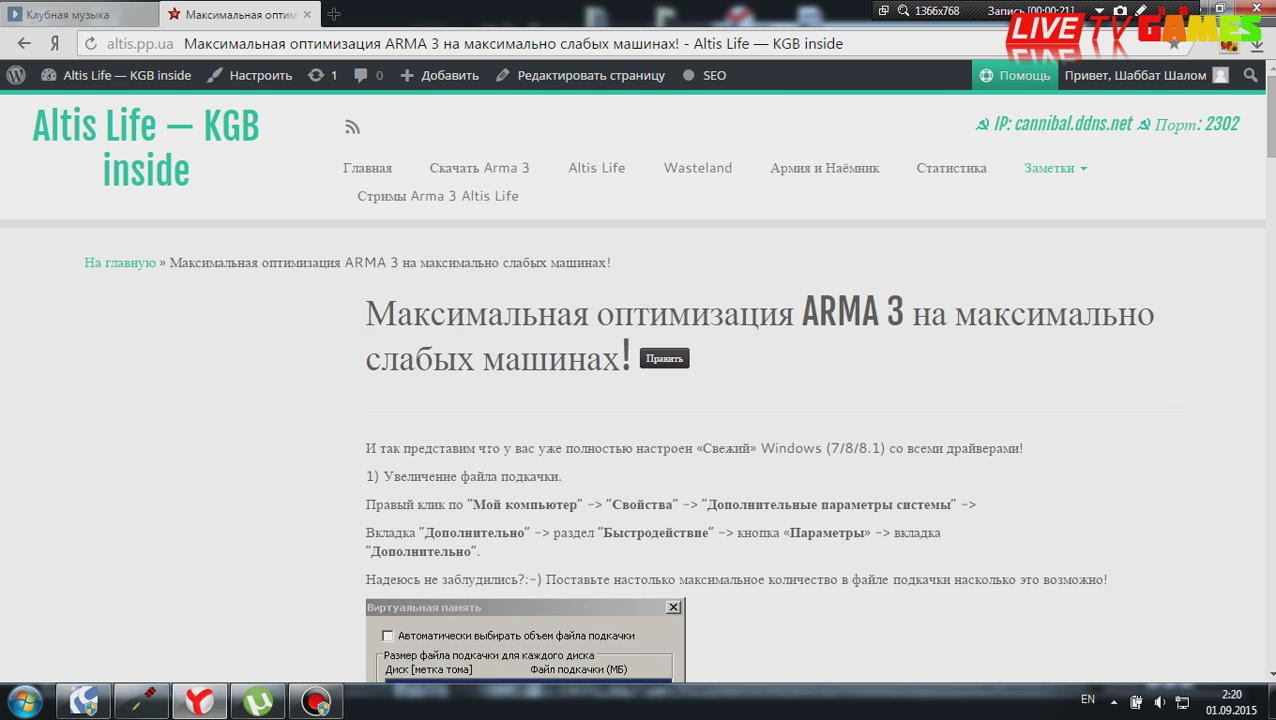 Клубная музыка
Максимальная оптим
1366x768
Запись [00:00:21]
LIVE TV GAMES
Я
altis.pp.ua Максимальная оптимизация ARMA 3 на максимально слабых машинах! - Altis Life — KGB inside
Altis Life — KGB inside
Настроить
1
0
Добавить
Редактировать страницу
SEO
Помощь
Привет, Шаббат Шалом
Altis Life — KGB
inside
IP: cannibal.ddns.net
Порт: 2302
Главная
Скачать Arma 3
Altis Life
Wasteland
Армия и Наёмник
Статистика
Заметки
Стримы Arma 3 Altis Life
На главную » Максимальная оптимизация ARMA 3 на максимально слабых машинах!
Максимальная оптимизация ARMA 3 на максимально
слабых машинах! Править
И так представим что у вас уже полностью настроен «Свежий» Windows (7/8/8.1) со всеми драйверами!
1) Увеличение файла подкачки.
Правый клик по "Мой компьютер" –> "Свойства" –> "Дополнительные параметры системы" –>
Вкладка "Дополнительно" –> раздел "Быстродействие" –> кнопка «Параметры» –> вкладка
"Дополнительно".
Надеюсь не заблудились?:–) Поставьте настолько максимальное количество в файле подкачки насколько это возможно!
Виртуальная память
Автоматически выбирать объем файла подкачки
Размер файла подкачки для каждого диска
Диск [метка тома]
Файл подкачки (МБ)
EN
2:20
01.09.2015